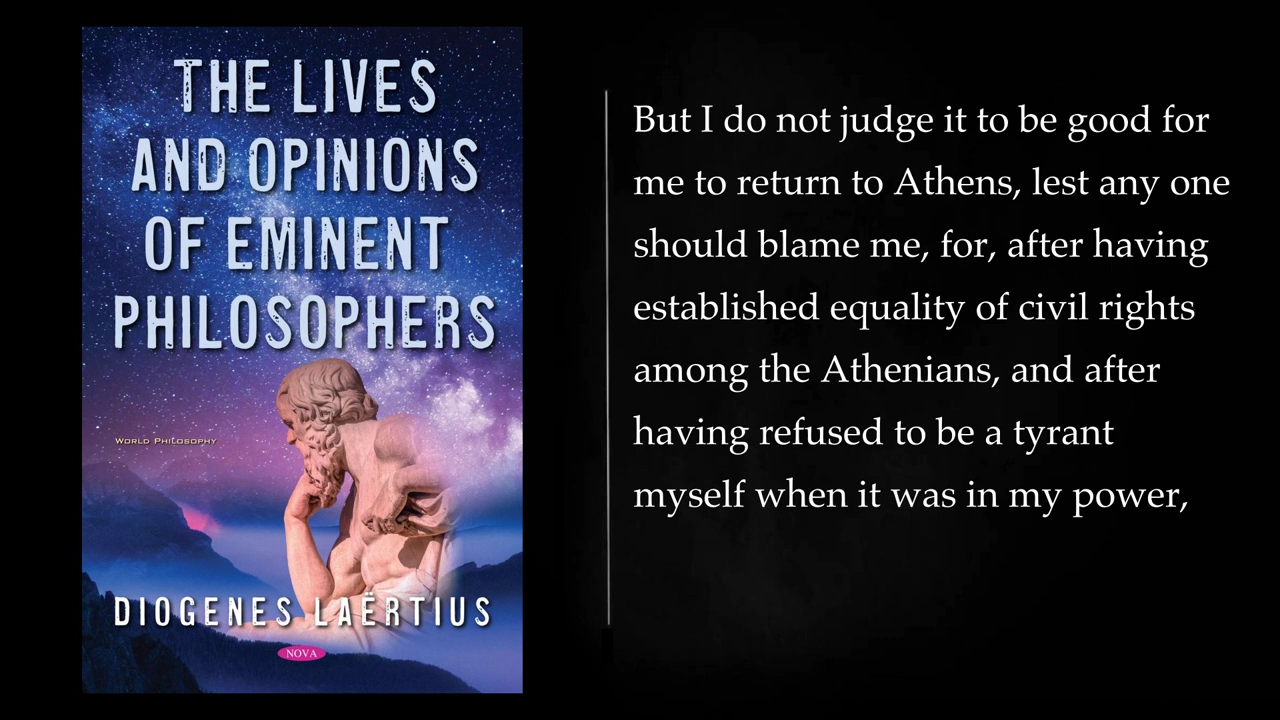 THE LIVES
AND OPINIONS
OF EMINENT
PHILOSOPHERS
WORLD PHILOSOPHY
DIOGENES LAËRTIUS
NOVA
But I do not judge it to be good for
me to return to Athens, lest any one
should blame me, for, after having
established equality of civil rights
among the Athenians, and after
having refused to be a tyrant
myself when it was in my power,